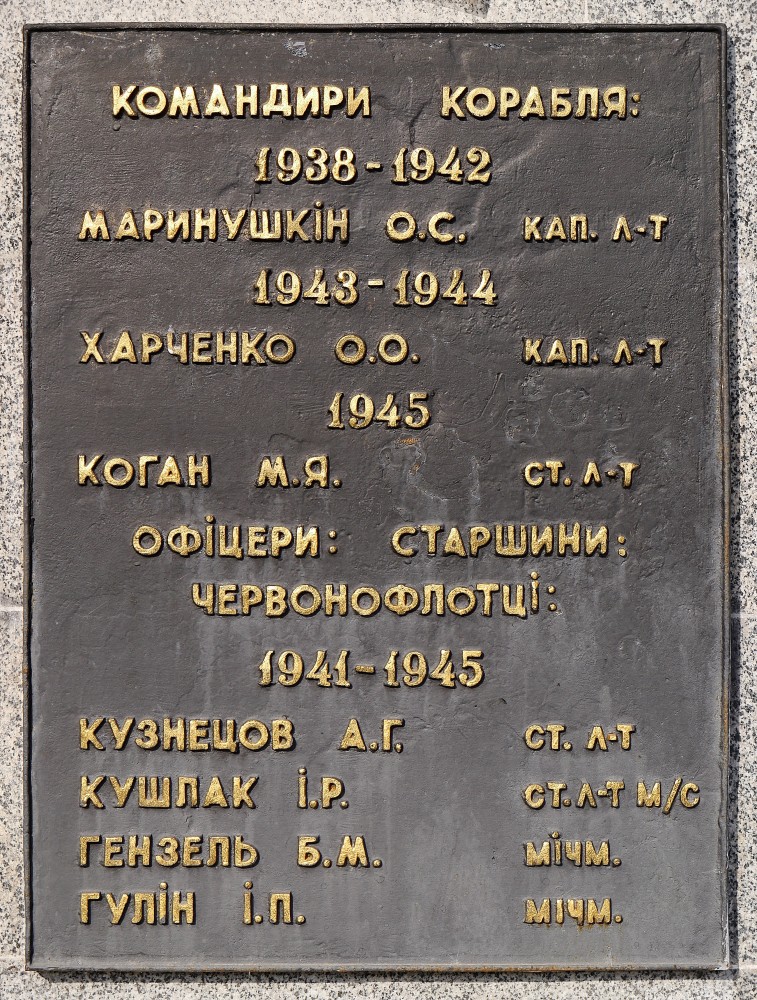 КОМАНДИРИ КОРАБЛЯ:
1938-1942
МАРИНУШКІН О.С. КАП. Л-Т
1943-1944
ХАРЧЕНКО О.О. КАП. Л-Т
1945
КОГАН М.Я. СТ. Л-Т
ОФІЦЕРИ: СТАРШИНИ:
ЧЕРВОНОФЛОТЦІ:
1941-1945
КУЗНЕЦОВ А.Г. СТ. Л-Т
КУШЛАК І.Р. СТ. Л-Т М/С
ГЕНЗЕЛЬ Б.М. МІЧМ.
ГУЛІН І.П. МІЧМ.